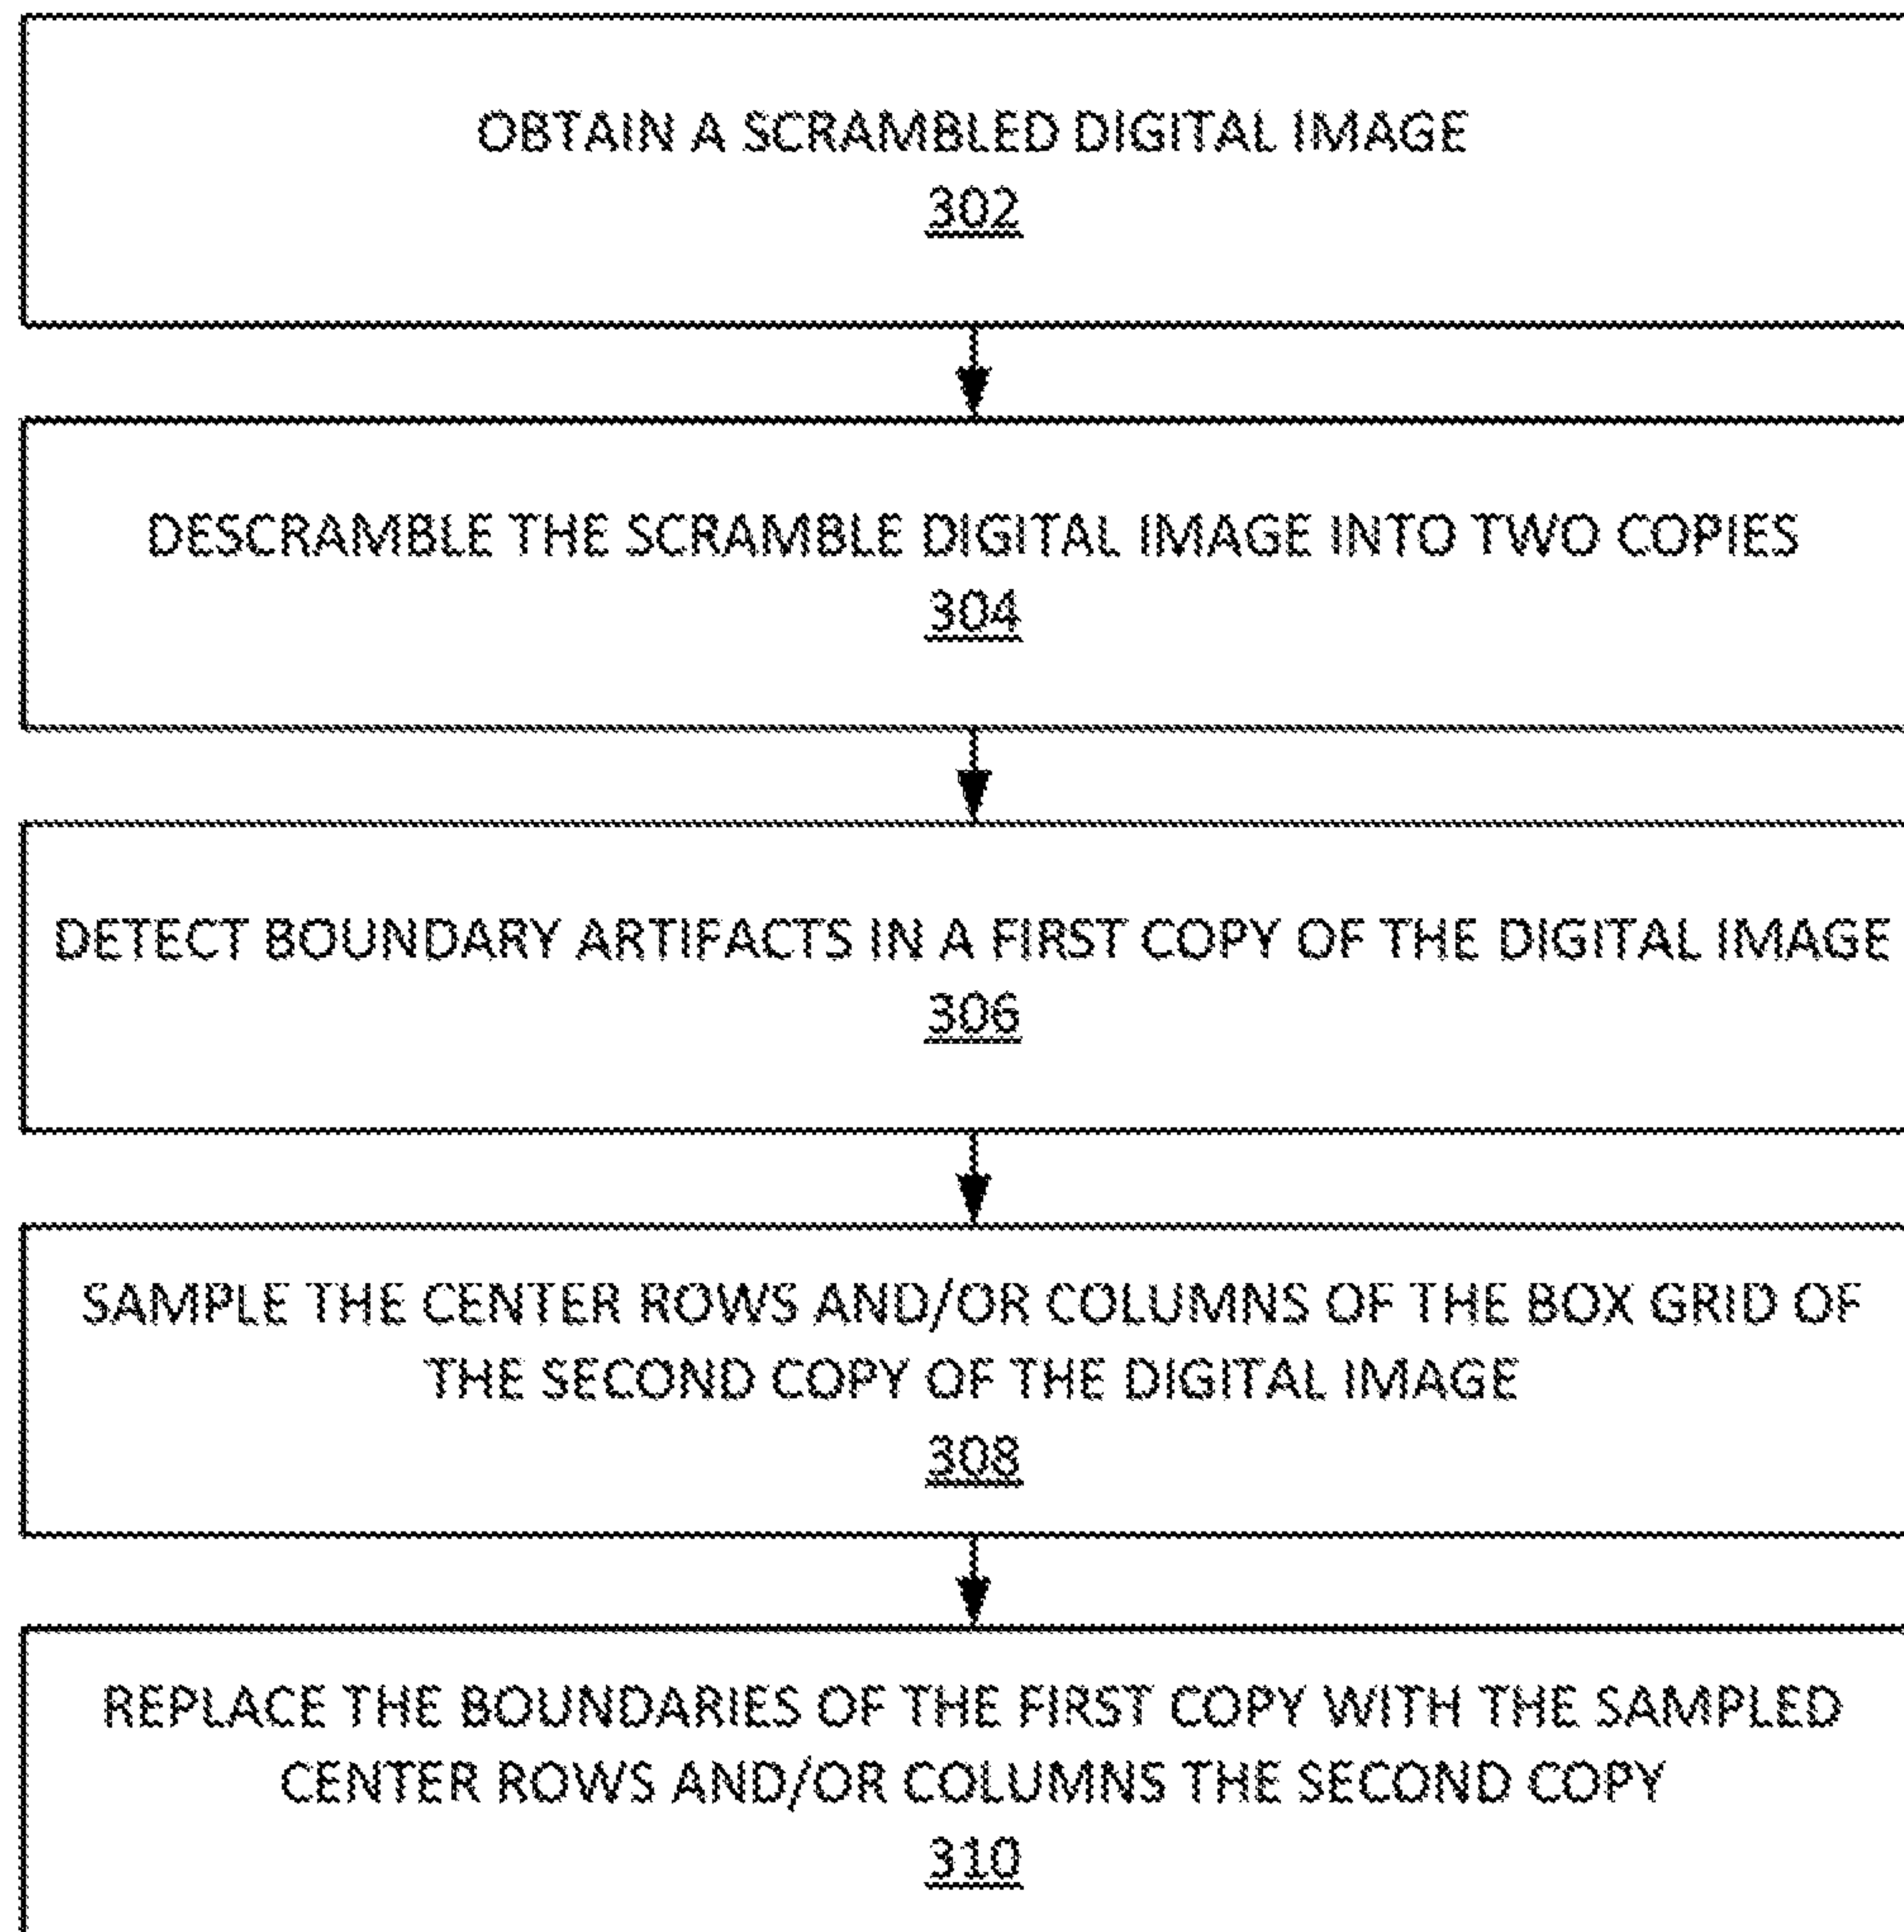 OBTAIN A SCRAMBLED DIGITAL IMAGE
302
DESCRAMBLE THE SCRAMBLE DIGITAL IMAGE INTO TWO COPIES
304
DETECT BOUNDARY ARTIFACTS IN A FIRST COPY OF THE DIGITAL IMAGE
306
SAMPLE THE CENTER ROWS AND/OR COLUMNS OF THE BOX GRID OF
THE SECOND COPY OF THE DIGITAL IMAGE
308
REPLACE THE BOUNDARIES OF THE FIRST COPY WITH THE SAMPLED
CENTER ROWS AND/OR COLUMNS THE SECOND COPY
310